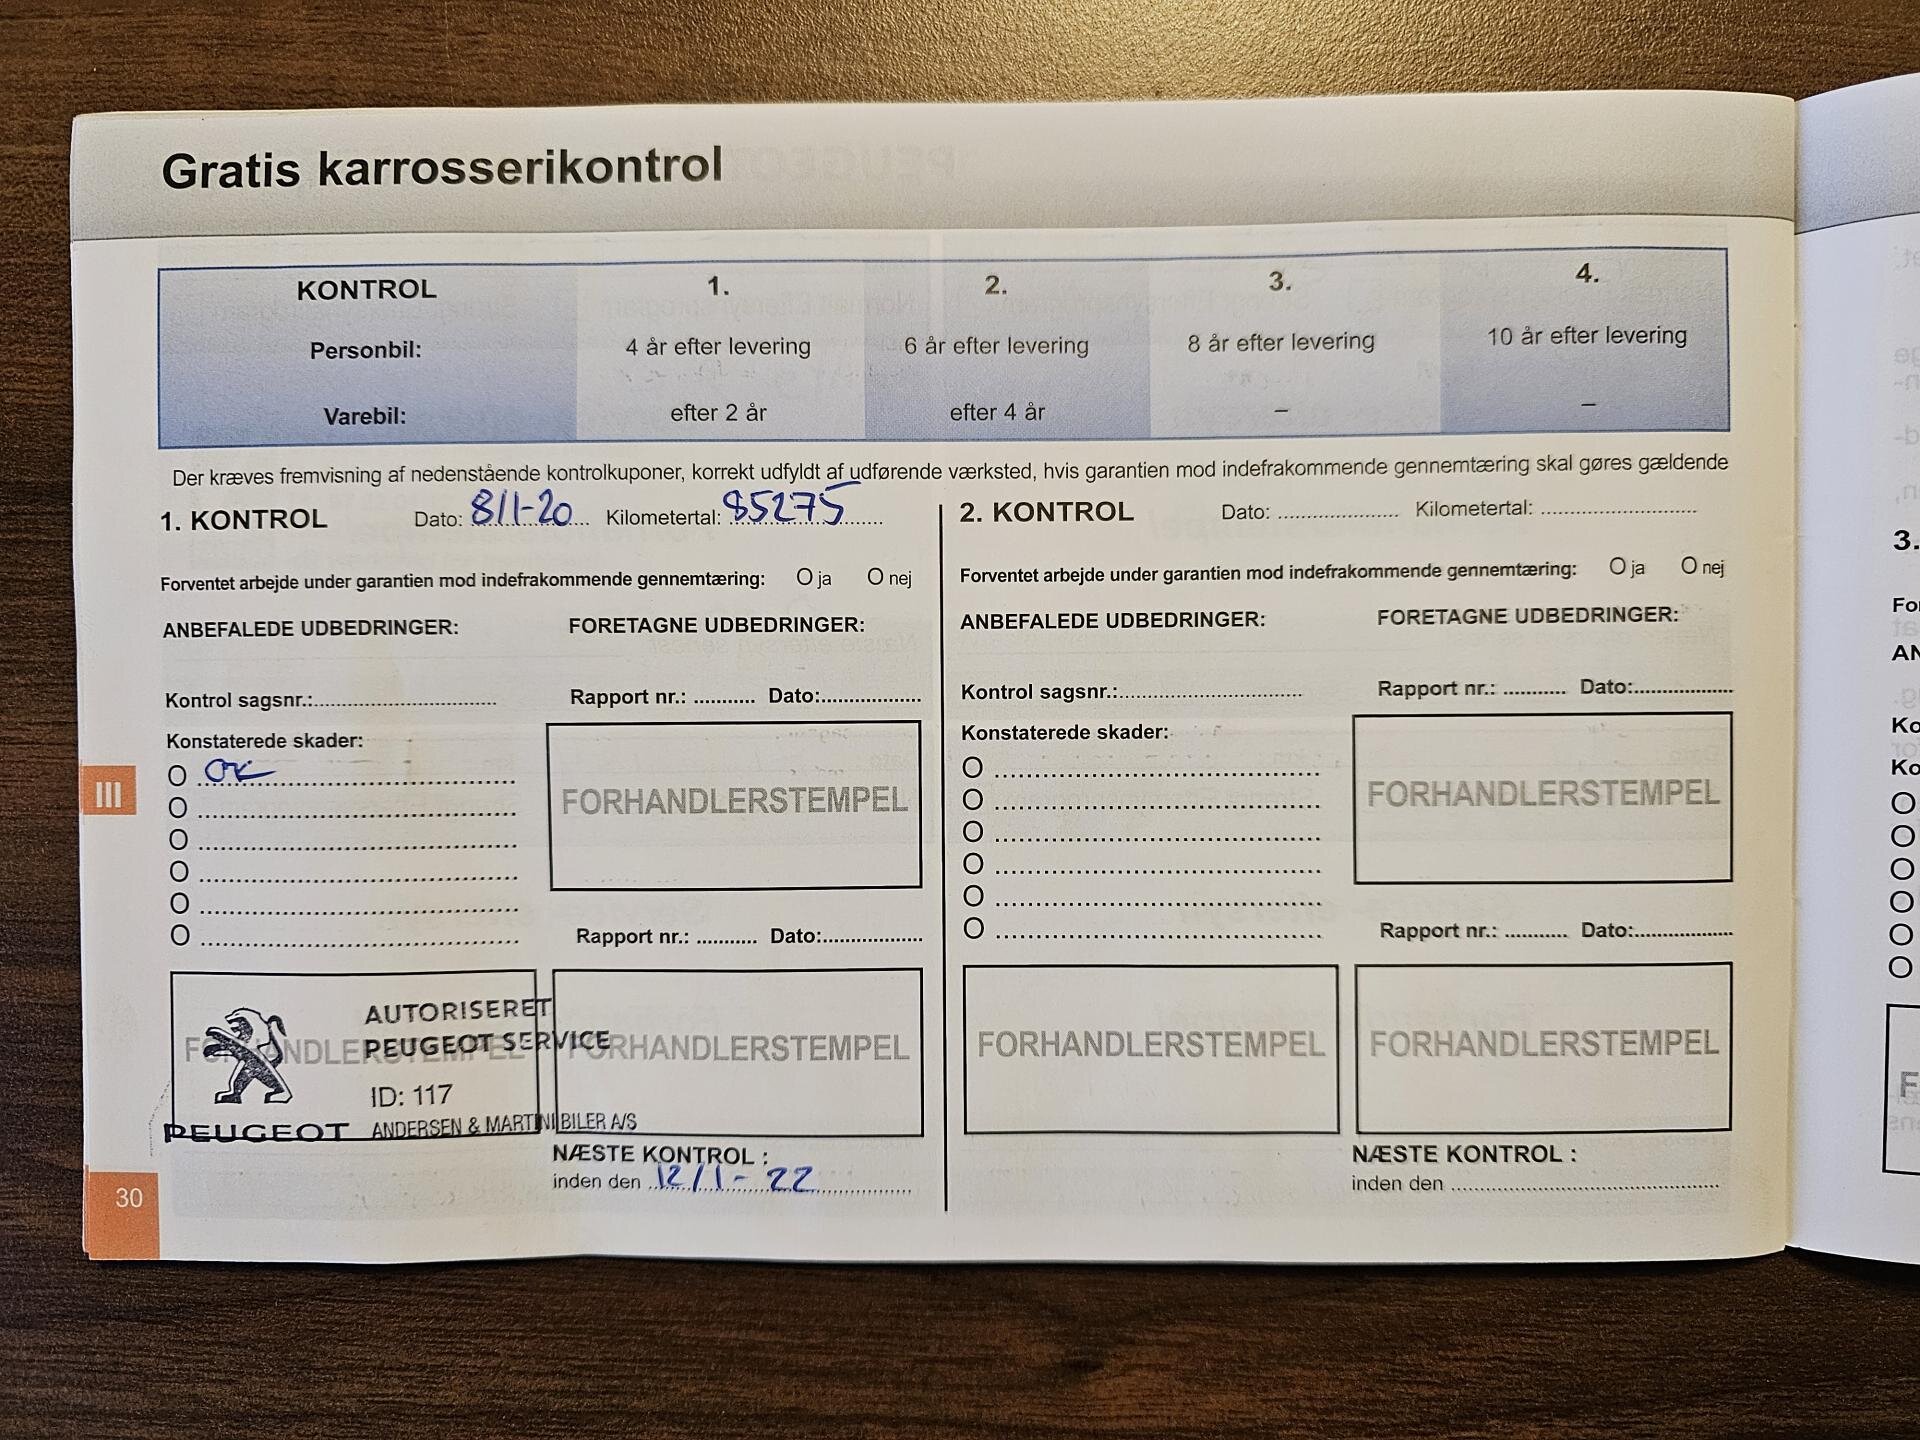 Gratis karrosserikontrol
KONTROL 1. 2. 3. 4.
Personbil: 4 år efter levering 6 år efter levering 8 år efter levering 10 år efter levering
Varebil: efter 2 år efter 4 år – –
Der kræves fremvisning af nedenstående kontrolkuponer, korrekt udfyldt af udførende værksted, hvis garantien mod indefrakommende gennemtæring skal gøres gældende
1. KONTROL Dato: 8/1-20 Kilometertal: 85275
Forventet arbejde under garantien mod indefrakommende gennemtæring: O ja O nej
ANBEFALEDE UDBEDRINGER: FORETAGNE UDBEDRINGER:
Kontrol sagsnr.: Rapport nr.: Dato:
Konstaterede skader:
O OK
O
O
O
O
O
FORHANDLERSTEMPEL
Rapport nr.: Dato:
FORHANDLERSTEMPEL
AUTORISERET
PEUGEOT SERVICE
ID: 117
PEUGEOT ANDERSEN & MARTINI BILER A/S
FORHANDLERSTEMPEL
NÆSTE KONTROL :
inden den 12/1-22
2. KONTROL Dato: Kilometertal:
Forventet arbejde under garantien mod indefrakommende gennemtæring: O ja O nej
ANBEFALEDE UDBEDRINGER: FORETAGNE UDBEDRINGER:
Kontrol sagsnr.: Rapport nr.: Dato:
Konstaterede skader:
O
O
O
O
O
O
FORHANDLERSTEMPEL
Rapport nr.: Dato:
FORHANDLERSTEMPEL FORHANDLERSTEMPEL
NÆSTE KONTROL :
inden den
III
30
3.